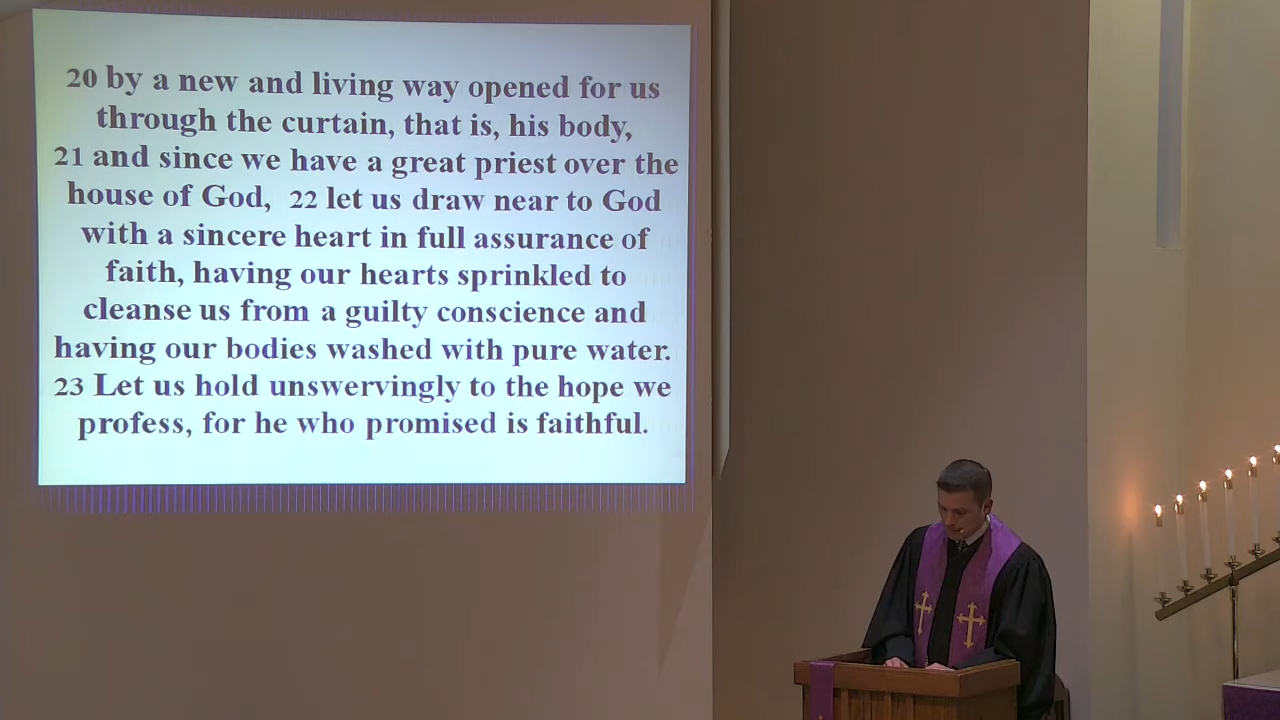 20 by a new and living way opened for us
through the curtain, that is, his body,
21 and since we have a great priest over the
house of God, 22 let us draw near to God
with a sincere heart in full assurance of
faith, having our hearts sprinkled to
cleanse us from a guilty conscience and
having our bodies washed with pure water.
23 Let us hold unswervingly to the hope we
profess, for he who promised is faithful.